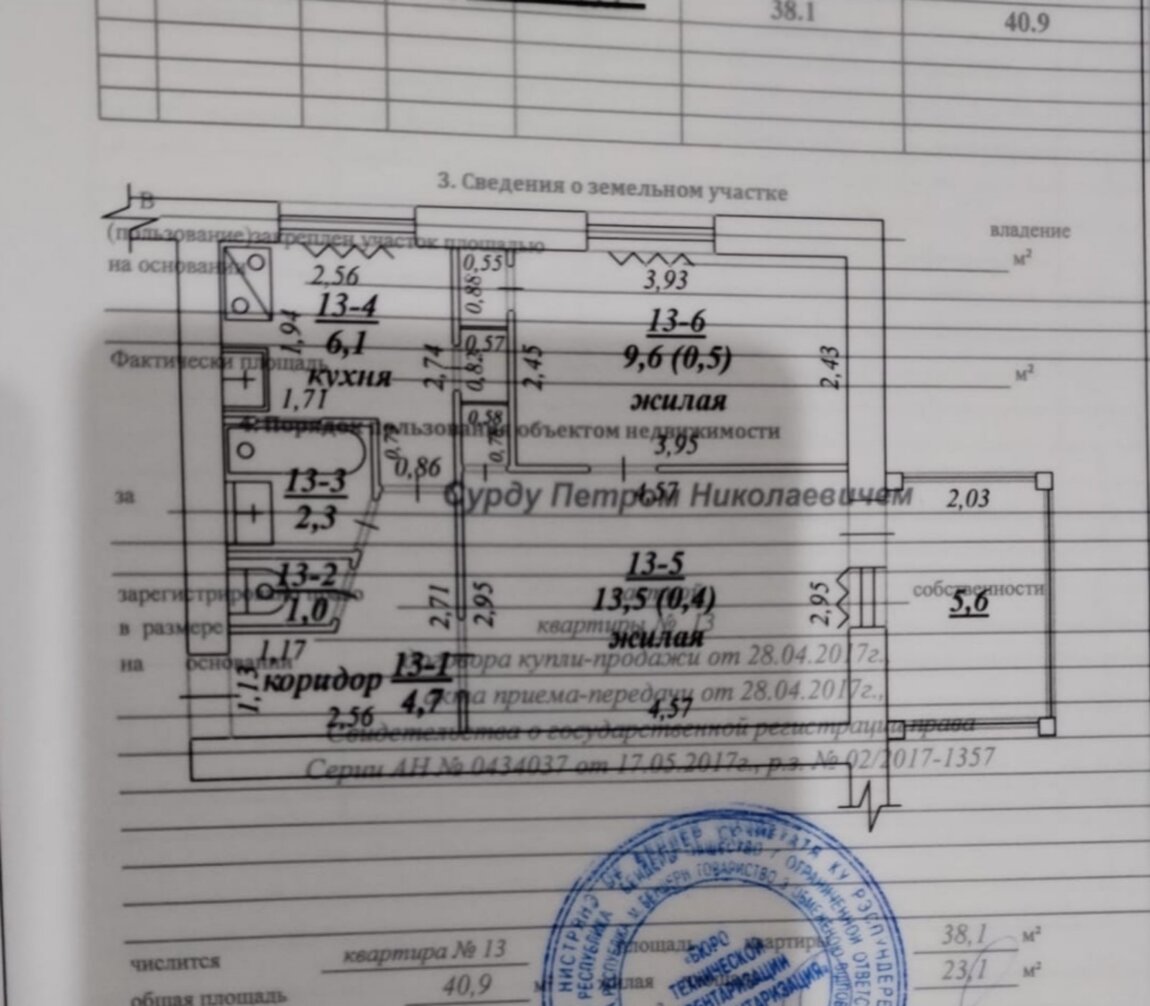 38.1 40.9
3. Сведения о земельном участке
В владение
(пользование) закреплен участок площадью м²
на основании
0,55
2,56 0,88 3,93
13-4 13-6
1,94 6,1 0,57 9,6 (0,5)
Фактически площадь м²
кухня 2,74 0,82 2,45 2,43
1,71 жилая
0,58
4. Порядок пользования объектом недвижимости
3,95
0,86
13-3 4,57 2,03
за Сурду Петром Николаевичем
2,3
13-2 13-5
зарегистрировано право собственности
1,0 2,71 2,95 13,5 (0,4) 2,95 5,6
в размере квартиры № 13
жилая
1,17
на основании Договора купли-продажи от 28.04.2017г.,
1,13 коридор 13-1
4,7 Акта приема-передачи от 28.04.2017г.,
2,56 4,57
Свидетельства о государственной регистрации права
Серии АН № 0434037 от 17.05.2017г., р.з. № 02/2017-1357
числится квартира № 13 площадь квартиры 38,1 м²
общая площадь 40,9 м² жилая 23,1 м²
РЕСПУБЛИКА
«БЮРО
ТЕХНИЧЕСКОЙ